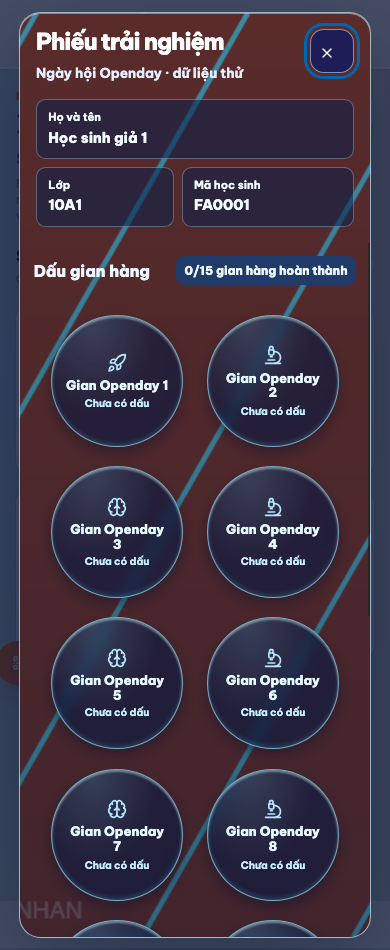 Phiếu trải nghiệm
Ngày hội Openday · dữ liệu thử
Họ và tên
Học sinh giả 1
Lớp
10A1
Mã học sinh
FA0001
Dấu gian hàng
0/15 gian hàng hoàn thành
Gian Openday 1
Chưa có dấu
Gian Openday
2
Chưa có dấu
Gian Openday
3
Chưa có dấu
Gian Openday
4
Chưa có dấu
Gian Openday
5
Chưa có dấu
Gian Openday
6
Chưa có dấu
Gian Openday
7
Chưa có dấu
Gian Openday
8
Chưa có dấu
NHAN